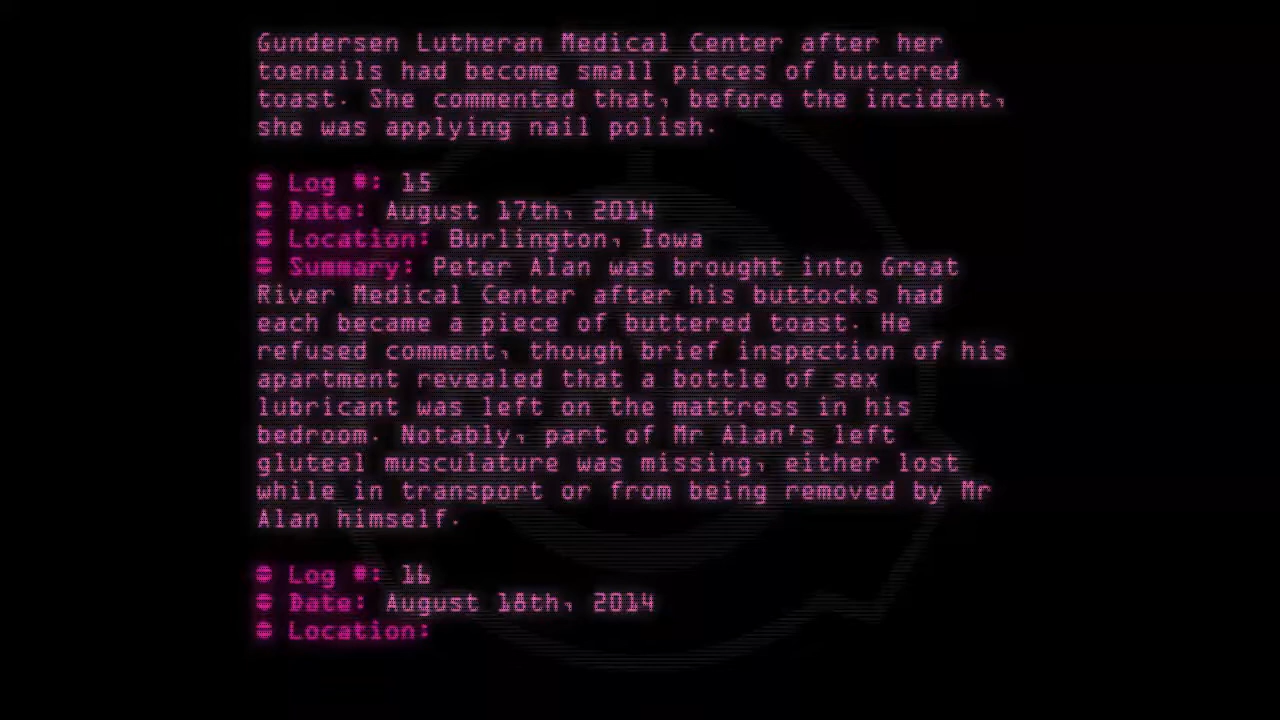 Gundersen Lutheran Medical Center after her
toenails had become small pieces of buttered
toast. She commented that, before the incident,
she was applying nail polish.
Log #: 15
Date: August 17th, 2014
Location: Burlington, Iowa
Summary: Peter Alan was brought into Great
River Medical Center after his buttocks had
each became a piece of buttered toast. He
refused comment, though brief inspection of his
apartment revealed that a bottle of sex
lubricant was left on the mattress in his
bedroom. Notably, part of Mr Alan's left
gluteal musculature was missing, either lost
while in transport or from being removed by Mr
Alan himself.
Log #: 16
Date: August 18th, 2014
Location: